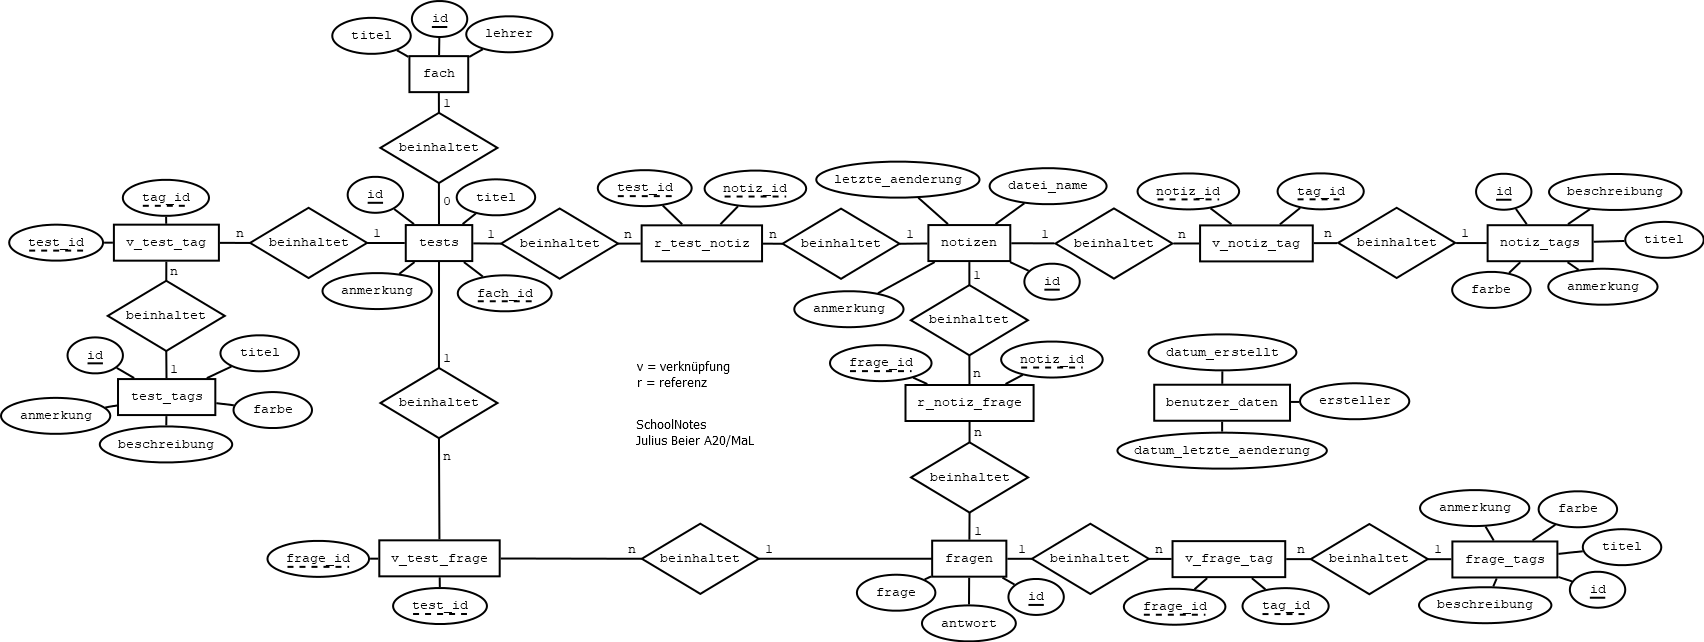 id
titel
lehrer
fach
1
beinhaltet
0
letzte_aenderung
datei_name
test_id
notiz_id
notiz_id
tag_id
id
beschreibung
tag_id
id
titel
test_id
v_test_tag
n
beinhaltet
1
tests
1
beinhaltet
n
r_test_notiz
n
beinhaltet
1
notizen
1
beinhaltet
n
v_notiz_tag
n
beinhaltet
1
notiz_tags
titel
n
anmerkung
fach_id
1
id
anmerkung
farbe
anmerkung
beinhaltet
beinhaltet
id
titel
1
1
frage_id
notiz_id
n
datum_erstellt
v = verknüpfung
r = referenz
test_tags
anmerkung
farbe
beschreibung
beinhaltet
n
r_notiz_frage
n
benutzer_daten
ersteller
datum_letzte_aenderung
SchoolNotes
Julius Beier A20/MaL
beinhaltet
1
anmerkung
farbe
frage_id
v_test_frage
n
beinhaltet
1
fragen
1
beinhaltet
n
v_frage_tag
n
beinhaltet
1
frage_tags
titel
test_id
frage
id
antwort
frage_id
tag_id
beschreibung
id